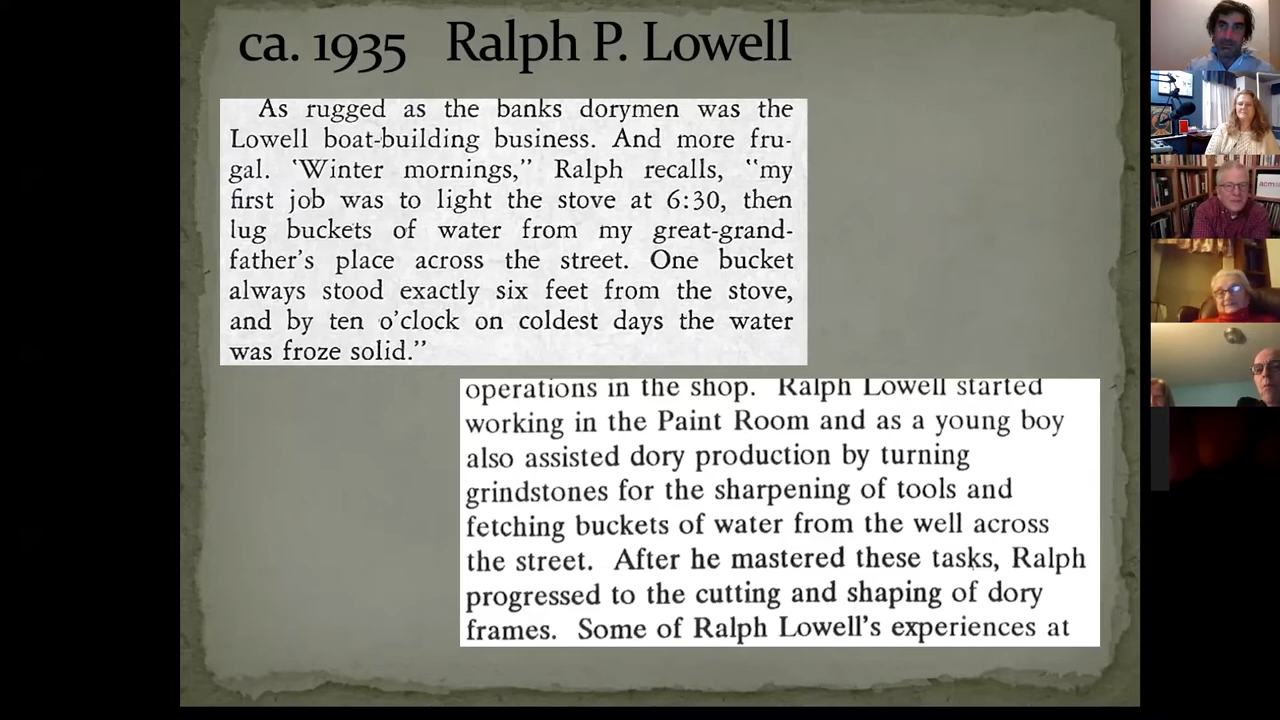 ca. 1935 Ralph P. Lowell
As rugged as the banks dorymen was the
Lowell boat-building business. And more fru-
gal. 'Winter mornings,” Ralph recalls, “my
first job was to light the stove at 6:30, then
lug buckets of water from my great-grand-
father's place across the street. One bucket
always stood exactly six feet from the stove,
and by ten o'clock on coldest days the water
was froze solid.”
operations in the shop. Ralph Lowell started
working in the Paint Room and as a young boy
also assisted dory production by turning
grindstones for the sharpening of tools and
fetching buckets of water from the well across
the street. After he mastered these tasks, Ralph
progressed to the cutting and shaping of dory
frames. Some of Ralph Lowell's experiences at
acm